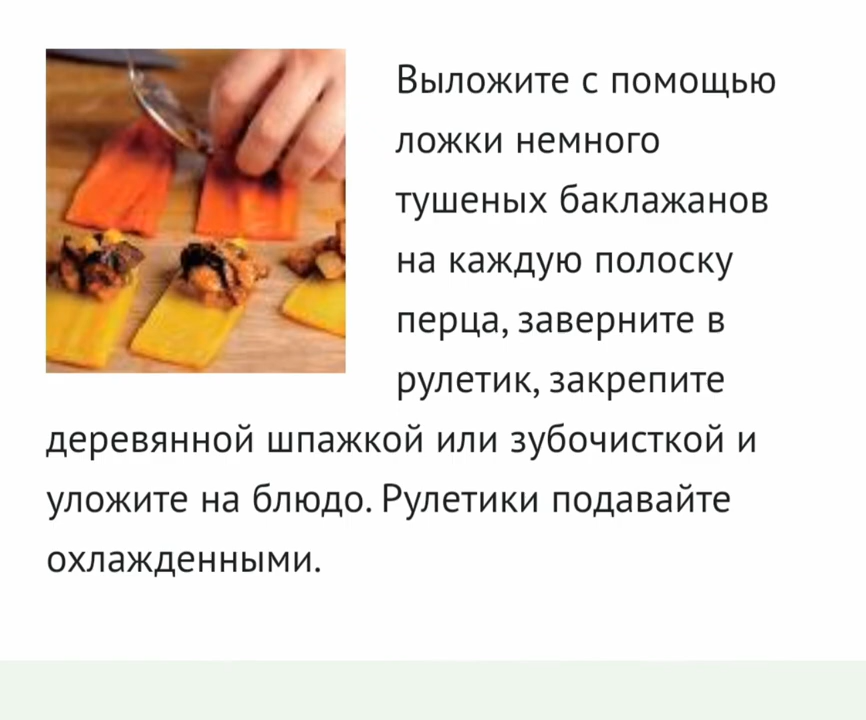 Выложите с помощью
ложки немного
тушеных баклажанов
на каждую полоску
перца, заверните в
рулетик, закрепите
деревянной шпажкой или зубочисткой и
уложите на блюдо. Рулетики подавайте
охлажденными.